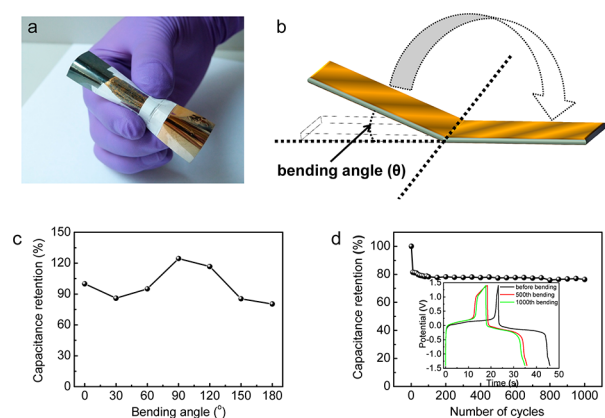 a
b
bending angle (θ)
c
Capacitance retention (%)
150
120
90
60
30
0
0 30 60 90 120 150 180
Bending angle (°)
d
Capacitance retention (%)
100
80
60
40
20
0
before bending
500th bending
1000th bending
Potential (V)
1.5
1.0
0.5
0.0
-0.5
-1.0
-1.5
0 10 20 30 40 50 60
Time (s)
0 200 400 600 800 1000
Number of cycles